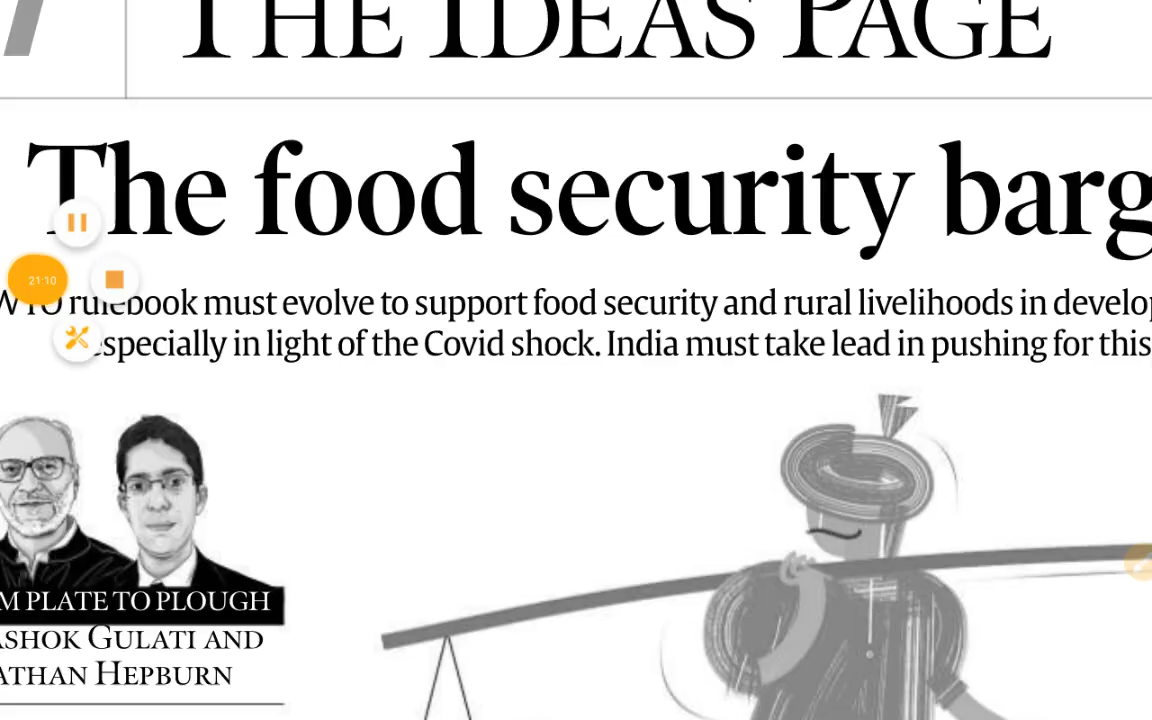 THE IDEAS PAGE
The food security barg
21:10
WTO rulebook must evolve to support food security and rural livelihoods in develop
especially in light of the Covid shock. India must take lead in pushing for this
M PLATE TO PLOUGH
ASHOK GULATI AND
ATHAN HEPBURN